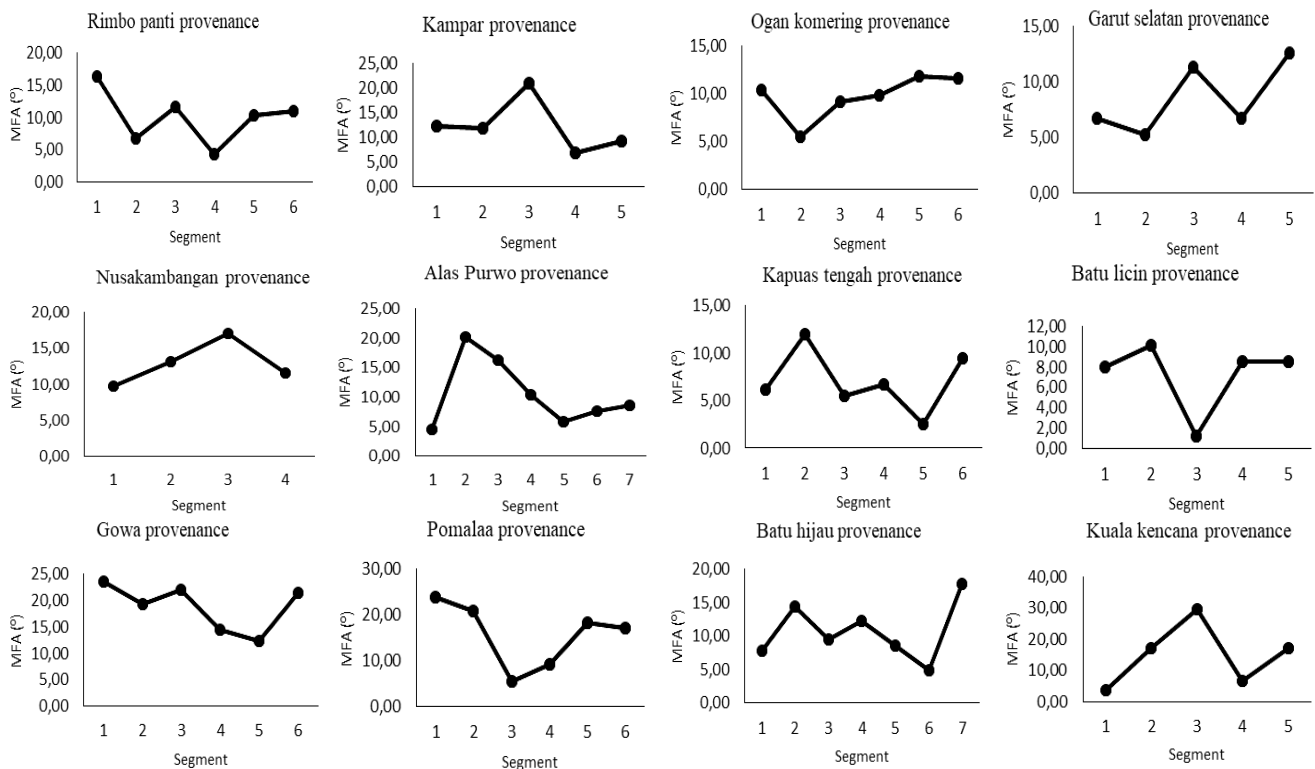 Rimbo panti provenance
MFA (°)
20,00
15,00
10,00
5,00
0,00
1 2 3 4 5 6
Segment
Kampar provenance
MFA (°)
25,00
20,00
15,00
10,00
5,00
0,00
1 2 3 4 5
Segment
Ogan komering provenance
MFA (°)
15,00
10,00
5,00
0,00
1 2 3 4 5 6
Segment
Garut selatan provenance
MFA (°)
15,00
10,00
5,00
0,00
1 2 3 4 5
Segment
Nusakambangan provenance
MFA (°)
20,00
15,00
10,00
5,00
0,00
1 2 3 4
Segment
Alas Purwo provenance
MFA (°)
25,00
20,00
15,00
10,00
5,00
0,00
1 2 3 4 5 6 7
Segment
Kapuas tengah provenance
MFA (°)
15,00
10,00
5,00
0,00
1 2 3 4 5 6
Segment
Batu licin provenance
MFA (°)
12,00
10,00
8,00
6,00
4,00
2,00
0,00
1 2 3 4 5
Segment
Gowa provenance
MFA (°)
25,00
20,00
15,00
10,00
5,00
0,00
1 2 3 4 5 6
Segment
Pomalaa provenance
MFA (°)
30,00
20,00
10,00
0,00
1 2 3 4 5 6
Segment
Batu hijau provenance
MFA (°)
20,00
15,00
10,00
5,00
0,00
1 2 3 4 5 6 7
Segment
Kuala kencana provenance
MFA (°)
40,00
30,00
20,00
10,00
0,00
1 2 3 4 5
Segment